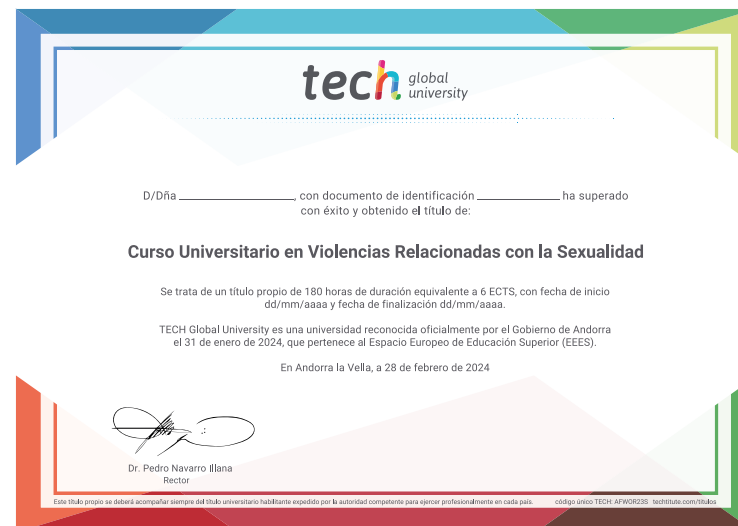 tech global university
D/Dña ____________, con documento de identificación ____________ ha superado
con éxito y obtenido el título de:
Curso Universitario en Violencias Relacionadas con la Sexualidad
Se trata de un título propio de 180 horas de duración equivalente a 6 ECTS, con fecha de inicio
dd/mm/aaaa y fecha de finalización dd/mm/aaaa.
TECH Global University es una universidad reconocida oficialmente por el Gobierno de Andorra
el 31 de enero de 2024, que pertenece al Espacio Europeo de Educación Superior (EEES).
En Andorra la Vella, a 28 de febrero de 2024
Dr. Pedro Navarro Illana
Rector
Este título propio se deberá acompañar siempre del título universitario habilitante expedido por la autoridad competente para ejercer profesionalmente en cada país. código único TECH: AFWOR23S techtitute.com/titulos